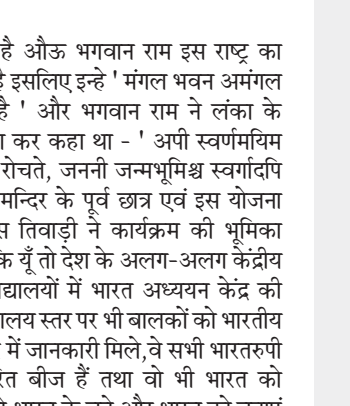 है औऊ भगवान राम इस राष्ट्र का
इसलिए इन्हे ' मंगल भवन अमंगल
है ' और भगवान राम ने लंका के
कर कहा था - ' अपी स्वर्णमयिम
रोचते, जननी जन्मभूमिश्च स्वर्गादपि
मन्दिर के पूर्व छात्र एवं इस योजना
तिवाड़ी ने कार्यक्रम की भूमिका
यूँ तो देश के अलग-अलग केंद्रीय
में भारत अध्ययन केंद्र की
स्तर पर भी बालकों को भारतीय
में जानकारी मिले,वे सभी भारतरुपी
बीज हैं तथा वो भी भारत को